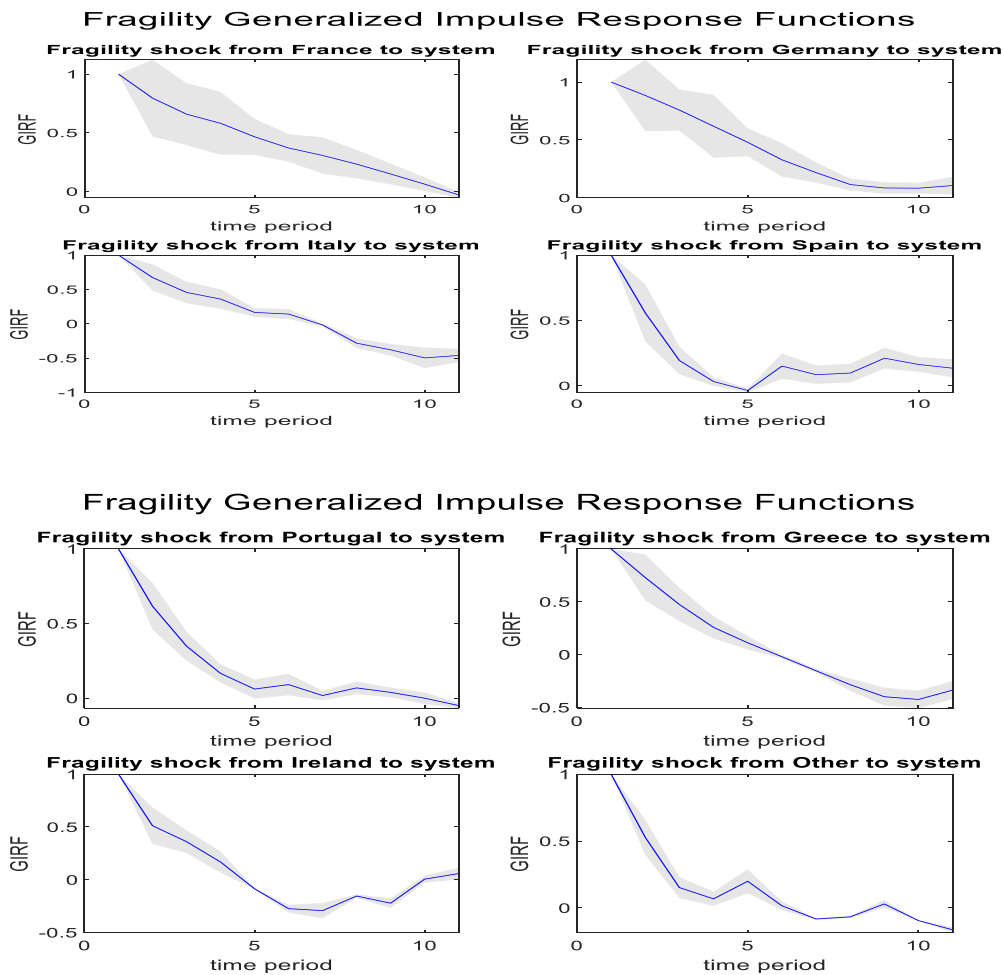 Fragility Generalized Impulse Response Functions
Fragility shock from France to system
Fragility shock from Germany to system
GIRF
1
0.5
0
0 5 10
time period
GIRF
1
0.5
0
0 5 10
time period
Fragility shock from Italy to system
Fragility shock from Spain to system
GIRF
1
0.5
0
-0.5
-1
0 5 10
time period
GIRF
1
0.5
0
0 5 10
time period
Fragility Generalized Impulse Response Functions
Fragility shock from Portugal to system
Fragility shock from Greece to system
GIRF
1
0.5
0
0 5 10
time period
GIRF
1
0.5
0
-0.5
0 5 10
time period
Fragility shock from Ireland to system
Fragility shock from Other to system
GIRF
1
0.5
0
-0.5
0 5 10
time period
GIRF
1
0.5
0
0 5 10
time period